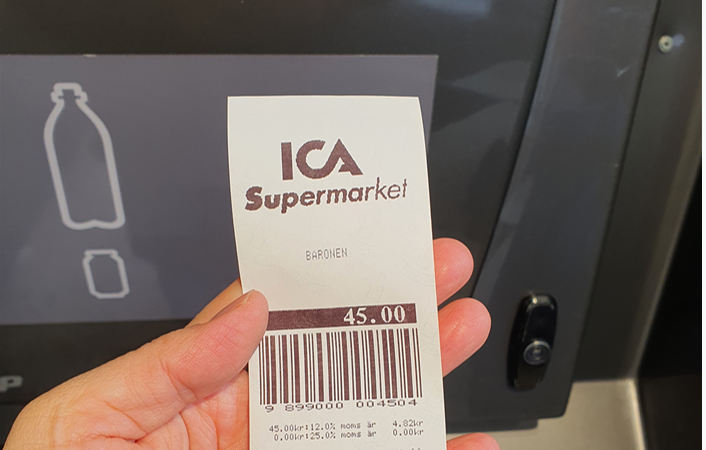 ICA
Supermarket
BARONEN
45.00
9 899000 004504
45.00kr:12.0% moms är 4.82kr
0.00kr:25.0% moms är 0.00kr
P